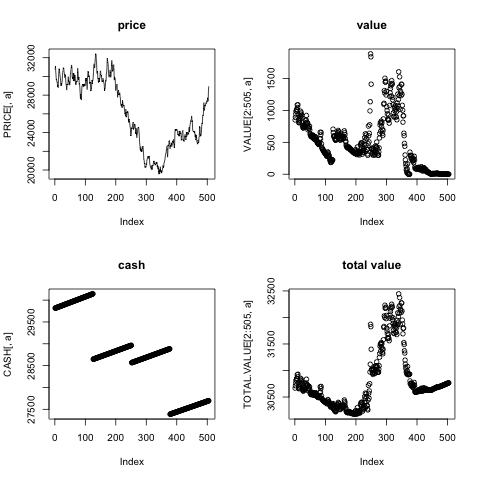 price
PRICE[, a]
20000 22000 24000 28000 32000
0 100 200 300 400 500
Index
value
VALUE[2:505, a]
0 500 1000 1500
0 100 200 300 400 500
Index
cash
CASH[, a]
27500 28500 29500
0 100 200 300 400 500
Index
total value
TOTAL.VALUE[2:505, a]
30500 31500 32500
0 100 200 300 400 500
Index